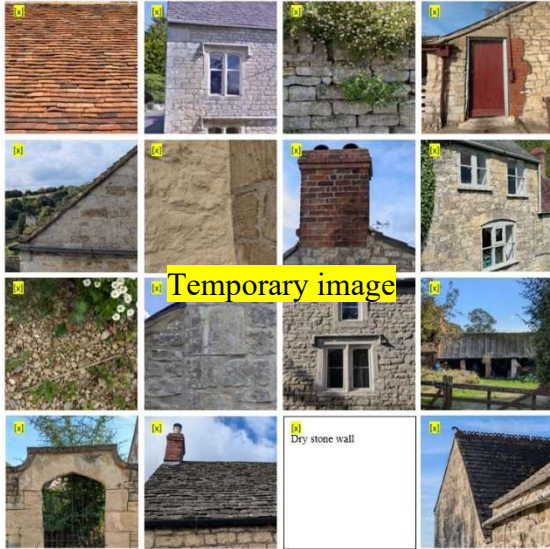 [x] [x] [x] [x]
[x] [x] [x] [x]
[x] [x] [x]
Temporary image
[x] [x] [x] [x]
Dry stone wall